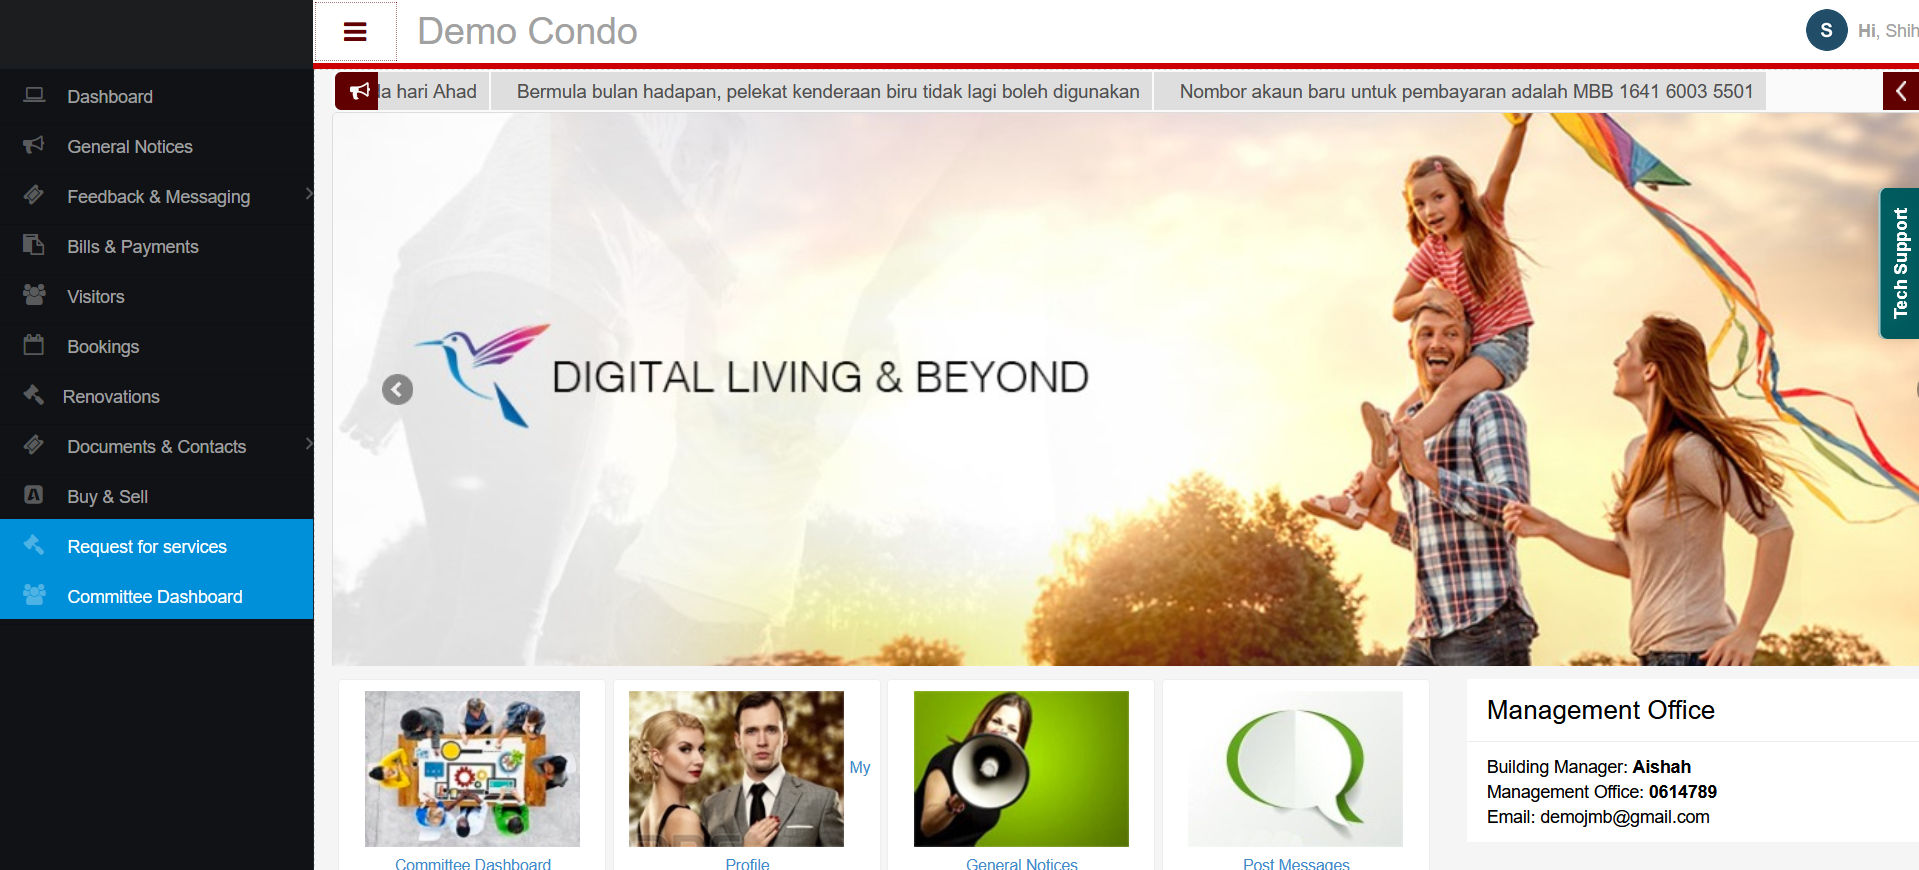 Demo Condo
S
Hi, Shih
hari Ahad
Bermula bulan hadapan, pelekat kenderaan biru tidak lagi boleh digunakan
Nombor akaun baru untuk pembayaran adalah MBB 1641 6003 5501
Dashboard
General Notices
Feedback & Messaging
Bills & Payments
Visitors
Bookings
Renovations
Documents & Contacts
Buy & Sell
Request for services
Committee Dashboard
DIGITAL LIVING & BEYOND
Tech Support
Committee Dashboard
My
Profile
General Notices
Post Messages
Management Office
Building Manager: Aishah
Management Office: 0614789
Email: demojmb@gmail.com